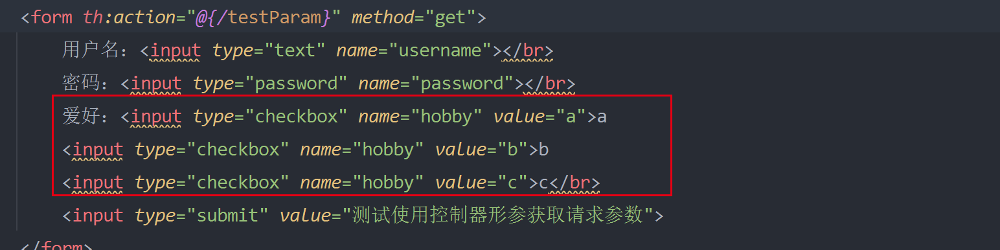 <form th:action="@{/testParam}" method="get">
用户名：<input type="text" name="username"></br>
密码：<input type="password" name="password"></br>
爱好：<input type="checkbox" name="hobby" value="a">a
<input type="checkbox" name="hobby" value="b">b
<input type="checkbox" name="hobby" value="c">c</br>
<input type="submit" value="测试使用控制器形参获取请求参数">
</form>